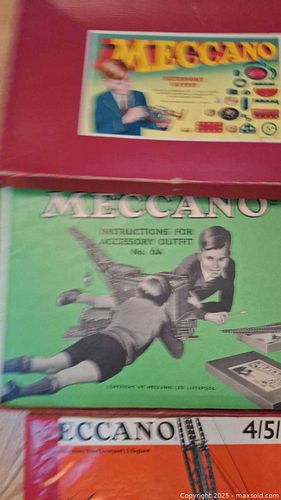 MECCANO
ACCESSORY
OUTFIT
MECCANO
INSTRUCTIONS FOR
ACCESSORY OUTFIT
No. 6A
COPYRIGHT BY MECCANO LTD LIVERPOOL
ECCANO 4/5/
Copyright 2025 - maxsold.com